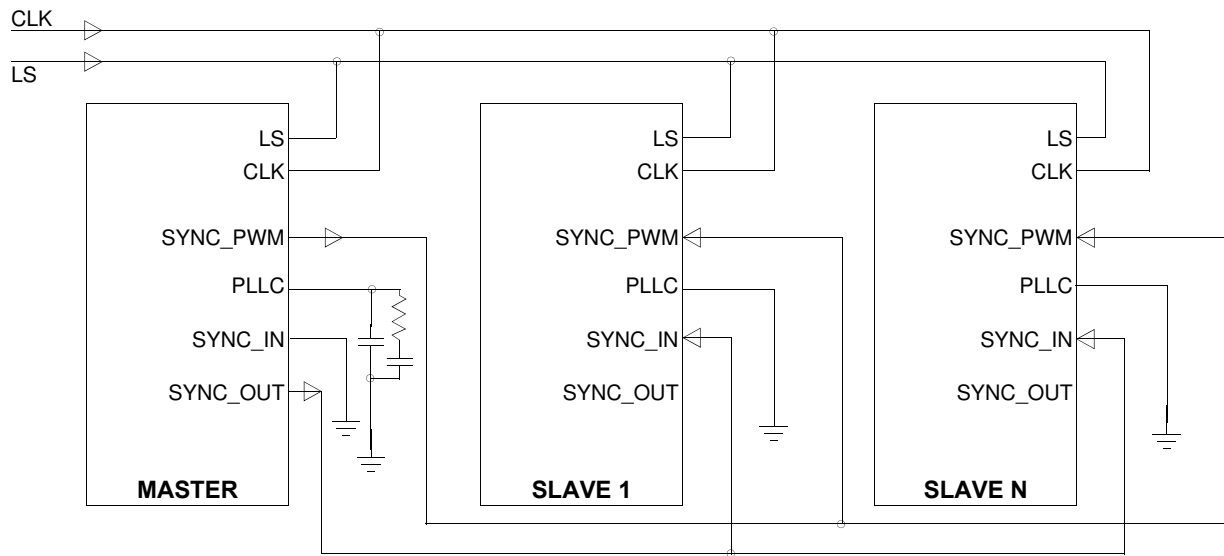 CLK
LS
LS
CLK
SYNC_PWM
PLLC
SYNC_IN
SYNC_OUT
MASTER
LS
CLK
SYNC_PWM
PLLC
SYNC_IN
SYNC_OUT
SLAVE 1
LS
CLK
SYNC_PWM
PLLC
SYNC_IN
SYNC_OUT
SLAVE N